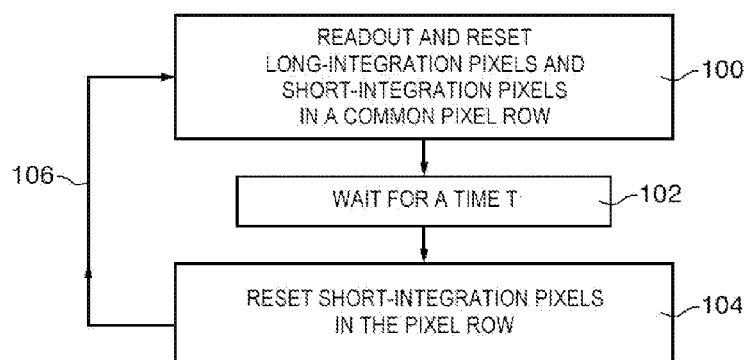 READOUT AND RESET
LONG-INTEGRATION PIXELS AND
SHORT-INTEGRATION PIXELS
IN A COMMON PIXEL ROW
100
106
WAIT FOR A TIME T
102
RESET SHORT-INTEGRATION PIXELS
IN THE PIXEL ROW
104